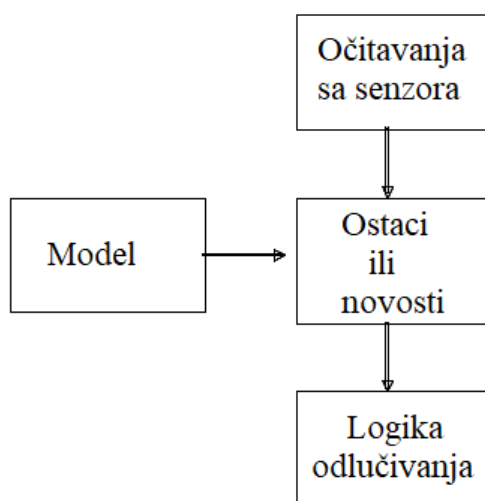 Očitavanja
sa senzora
Model
Ostaci
ili
novosti
Logika
odlučivanja